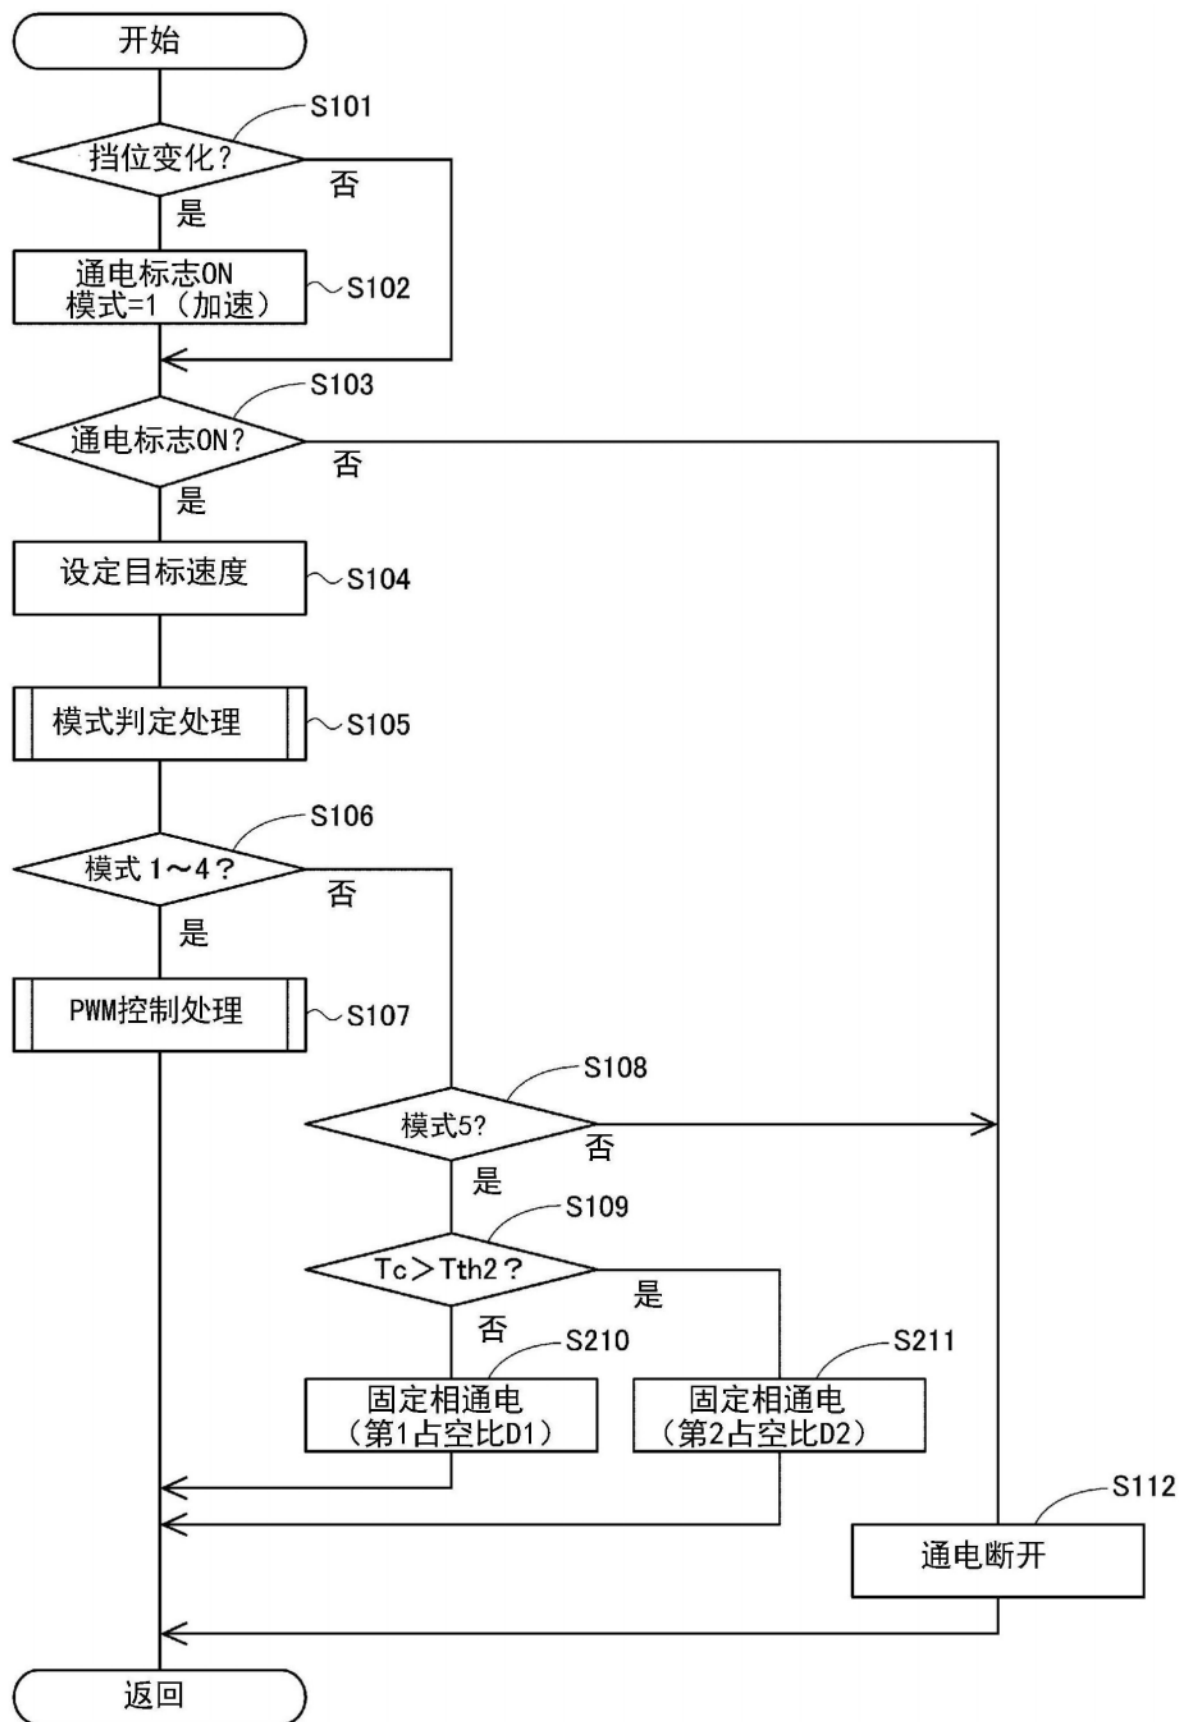 开始
S101
挡位变化?
否
是
通电标志ON
模式=1（加速）
S102
S103
通电标志ON?
否
是
设定目标速度
S104
模式判定处理
S105
S106
模式1～4?
否
是
PWM控制处理
S107
S108
模式5?
否
是
S109
Tc＞Tth2?
是
否
S210
S211
固定相通电
（第1占空比D1）
固定相通电
（第2占空比D2）
S112
通电断开
返回